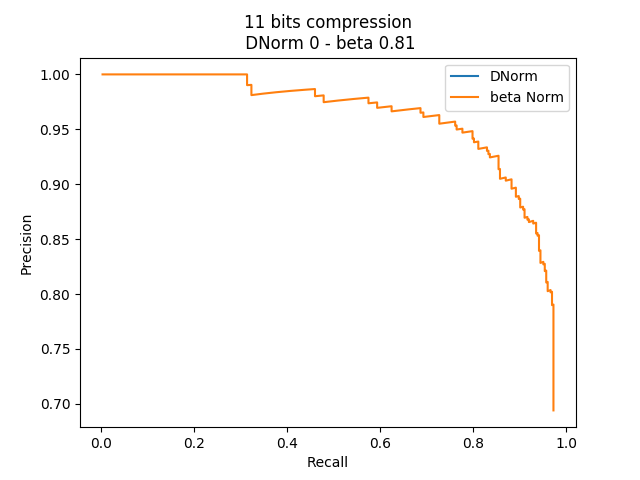 11 bits compression
DNorm 0 - beta 0.81
DNorm
beta Norm
Precision
1.00
0.95
0.90
0.85
0.80
0.75
0.70
0.0 0.2 0.4 0.6 0.8 1.0
Recall